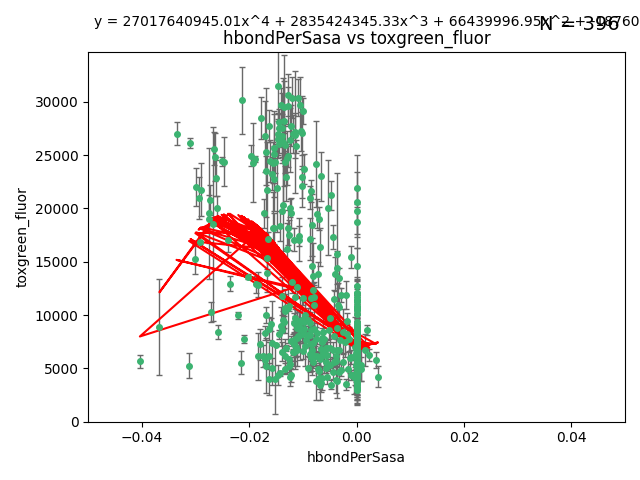 y = 27017640945.01x^4 + 2835424345.33x^3 + 66439996.95x^2 +
N = 396
hbondPerSasa vs toxgreen_fluor
30000
25000
20000
15000
10000
5000
0
toxgreen_fluor
−0.04
−0.02
0.00
0.02
0.04
hbondPerSasa